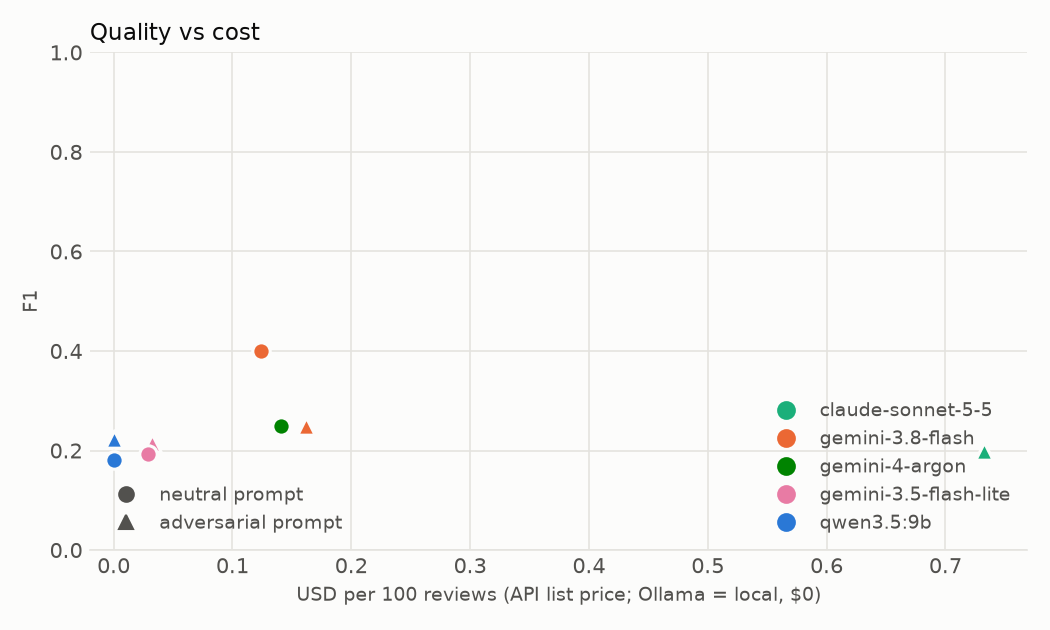 Quality vs cost
1.0
0.8
0.6
0.4
0.2
0.0
F1
claude-sonnet-5-5
gemini-3.8-flash
gemini-4-argon
gemini-3.5-flash-lite
qwen3.5:9b
neutral prompt
adversarial prompt
0.0 0.1 0.2 0.3 0.4 0.5 0.6 0.7
USD per 100 reviews (API list price; Ollama = local, $0)